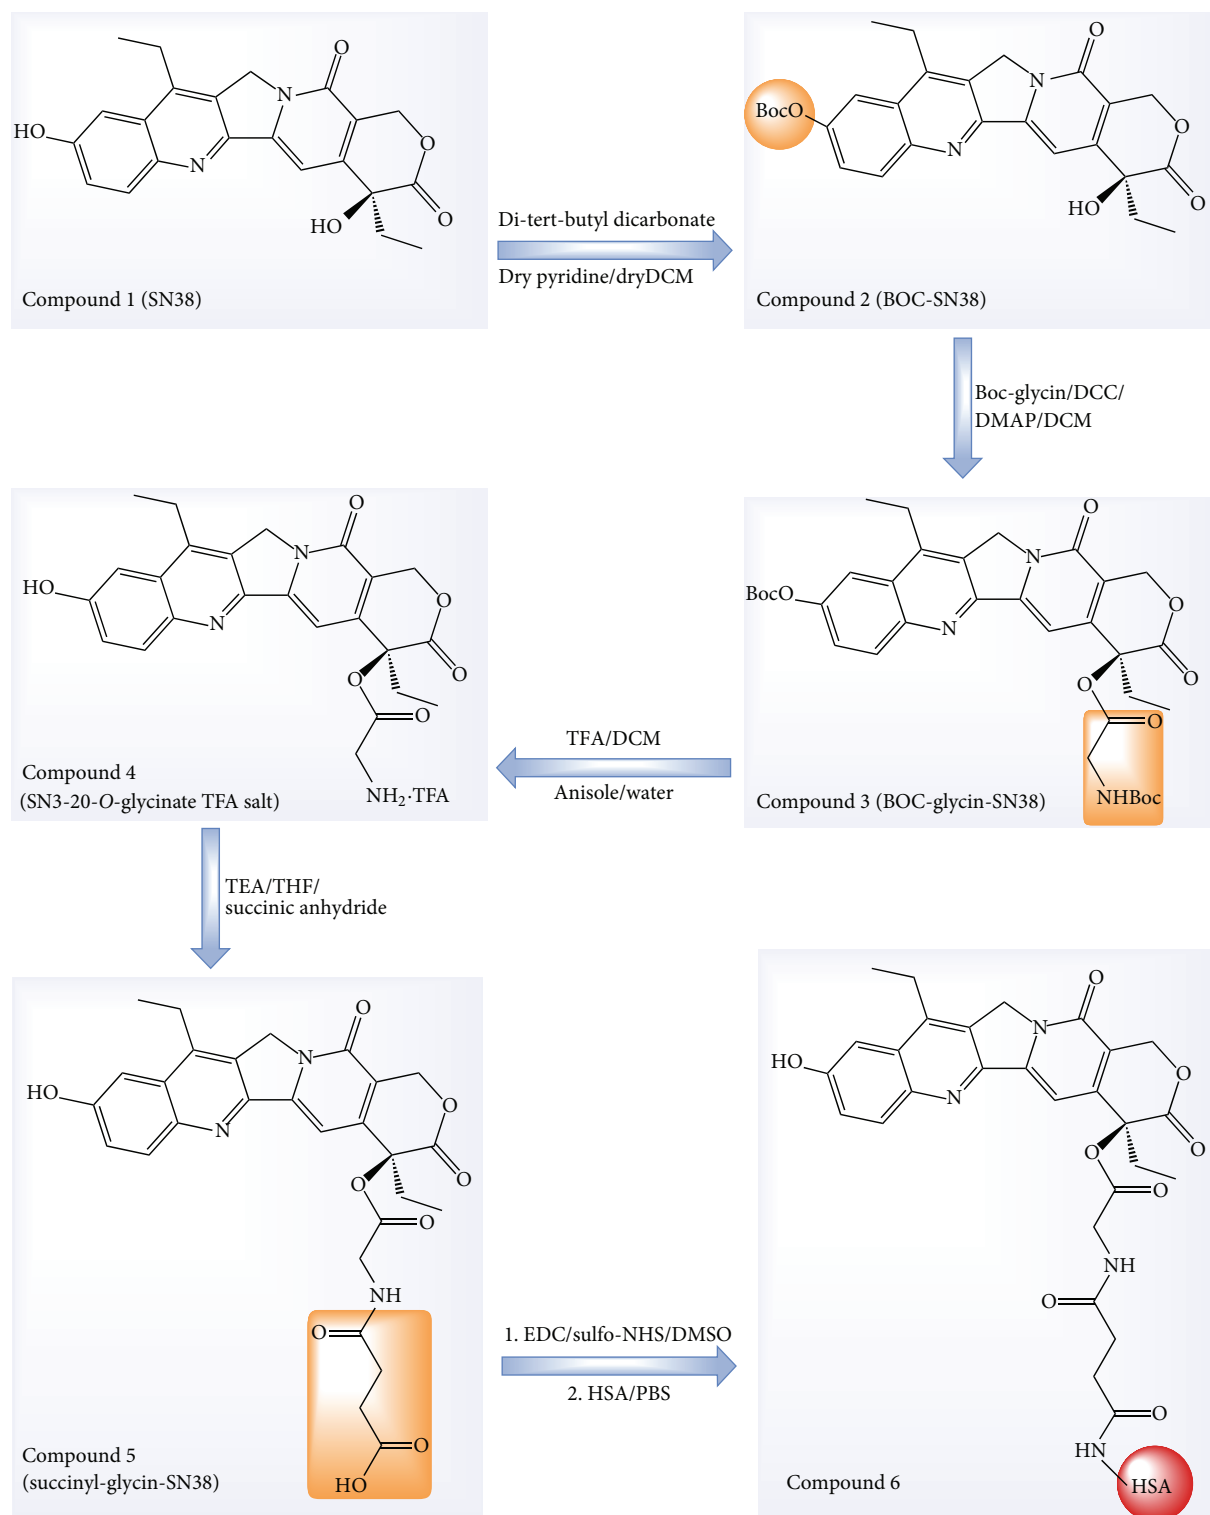 O
N
HO
O
N
O
HO
Compound 1 (SN38)
Di-tert-butyl dicarbonate
Dry pyridine/dryDCM
O
N
BocO
O
N
O
HO
Compound 2 (BOC-SN38)
Boc-glycin/DCC/
DMAP/DCM
O
N
BocO
O
N
O
O
O
NHBoc
Compound 3 (BOC-glycin-SN38)
TFA/DCM
Anisole/water
O
N
HO
O
N
O
O
O
NH₂·TFA
Compound 4
(SN3-20-O-glycinate TFA salt)
TEA/THF/
succinic anhydride
O
N
HO
O
N
O
O
O
NH
O
O
HO
Compound 5
(succinyl-glycin-SN38)
1. EDC/sulfo-NHS/DMSO
2. HSA/PBS
O
N
HO
O
N
O
O
O
NH
O
O
HN
HSA
Compound 6